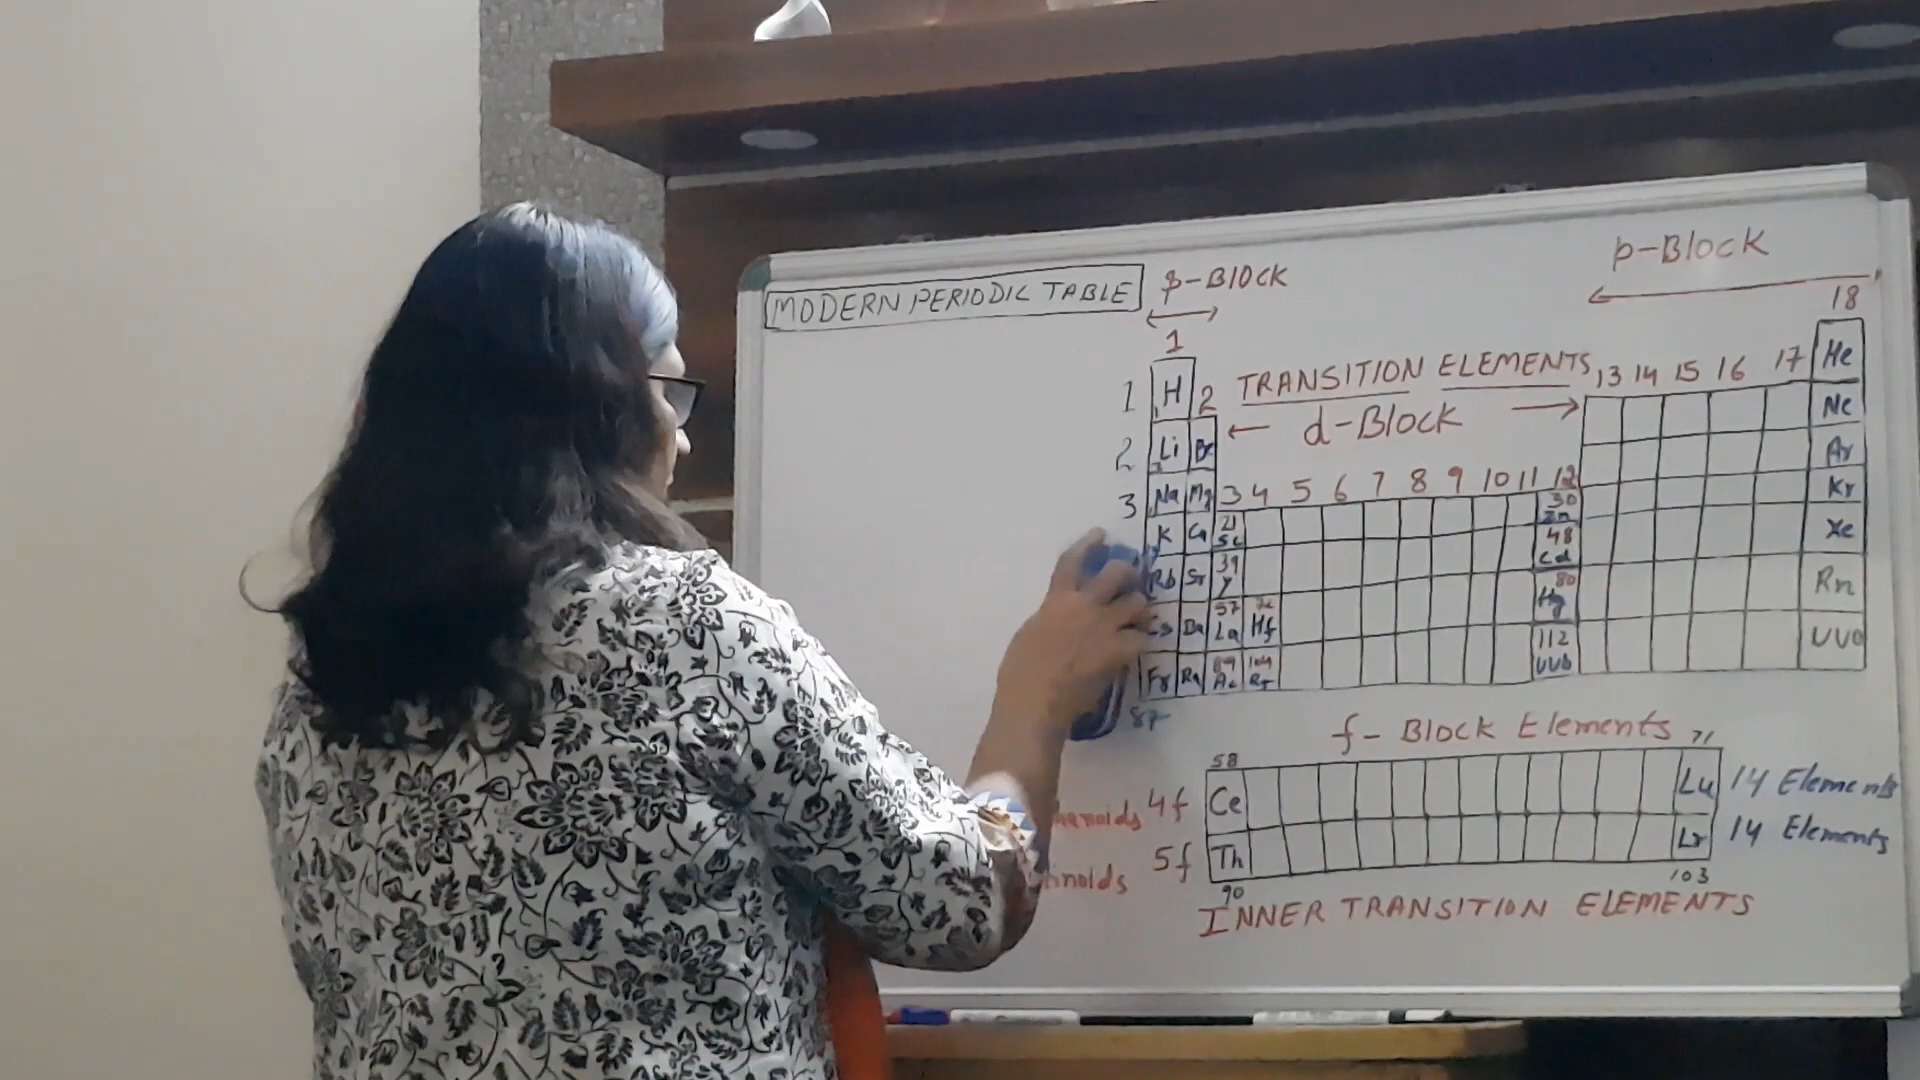 MODERN PERIODIC TABLE
s-BLOCK
p-BLOCK
1
18
TRANSITION ELEMENTS
13 14 15 16 17
He
1 H 2
d-BLOCK
Ne
2 Li Be
Ar
3 Na Mg 3 4 5 6 7 8 9 10 11 12
Kr
K Ca 21 Sc 30 Zn
Xe
Rb Sr 39 Y 48 Cd
Rn
Cs Ba 57 La 72 Hf 80 Hg
UUO
Fr Ra 89 Ac 104 Rf 112 UUb
87
f- BLOCK ELEMENTS
58 71
4f Ce Lu 14 Elements
5f Th Lr 14 Elements
90 103
INNER TRANSITION ELEMENTS